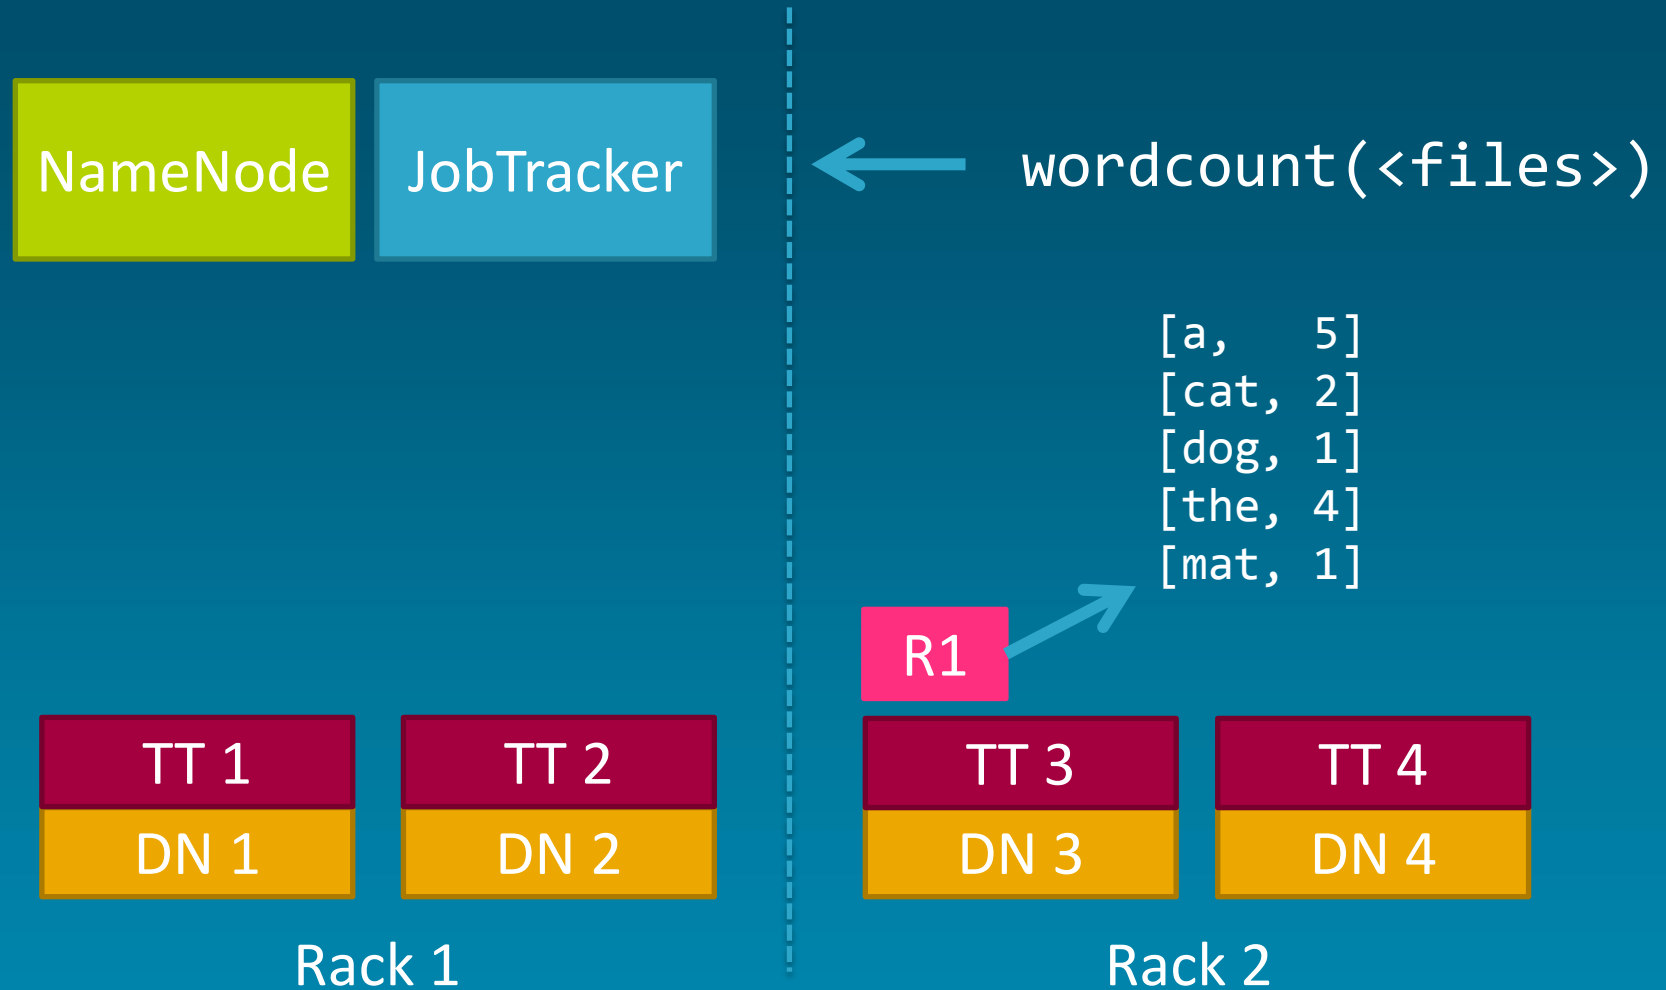 NameNode
JobTracker
wordcount(<files>)
[a,   5]
[cat, 2]
[dog, 1]
[the, 4]
[mat, 1]
R1
TT 1
TT 2
TT 3
TT 4
DN 1
DN 2
DN 3
DN 4
Rack 1
Rack 2